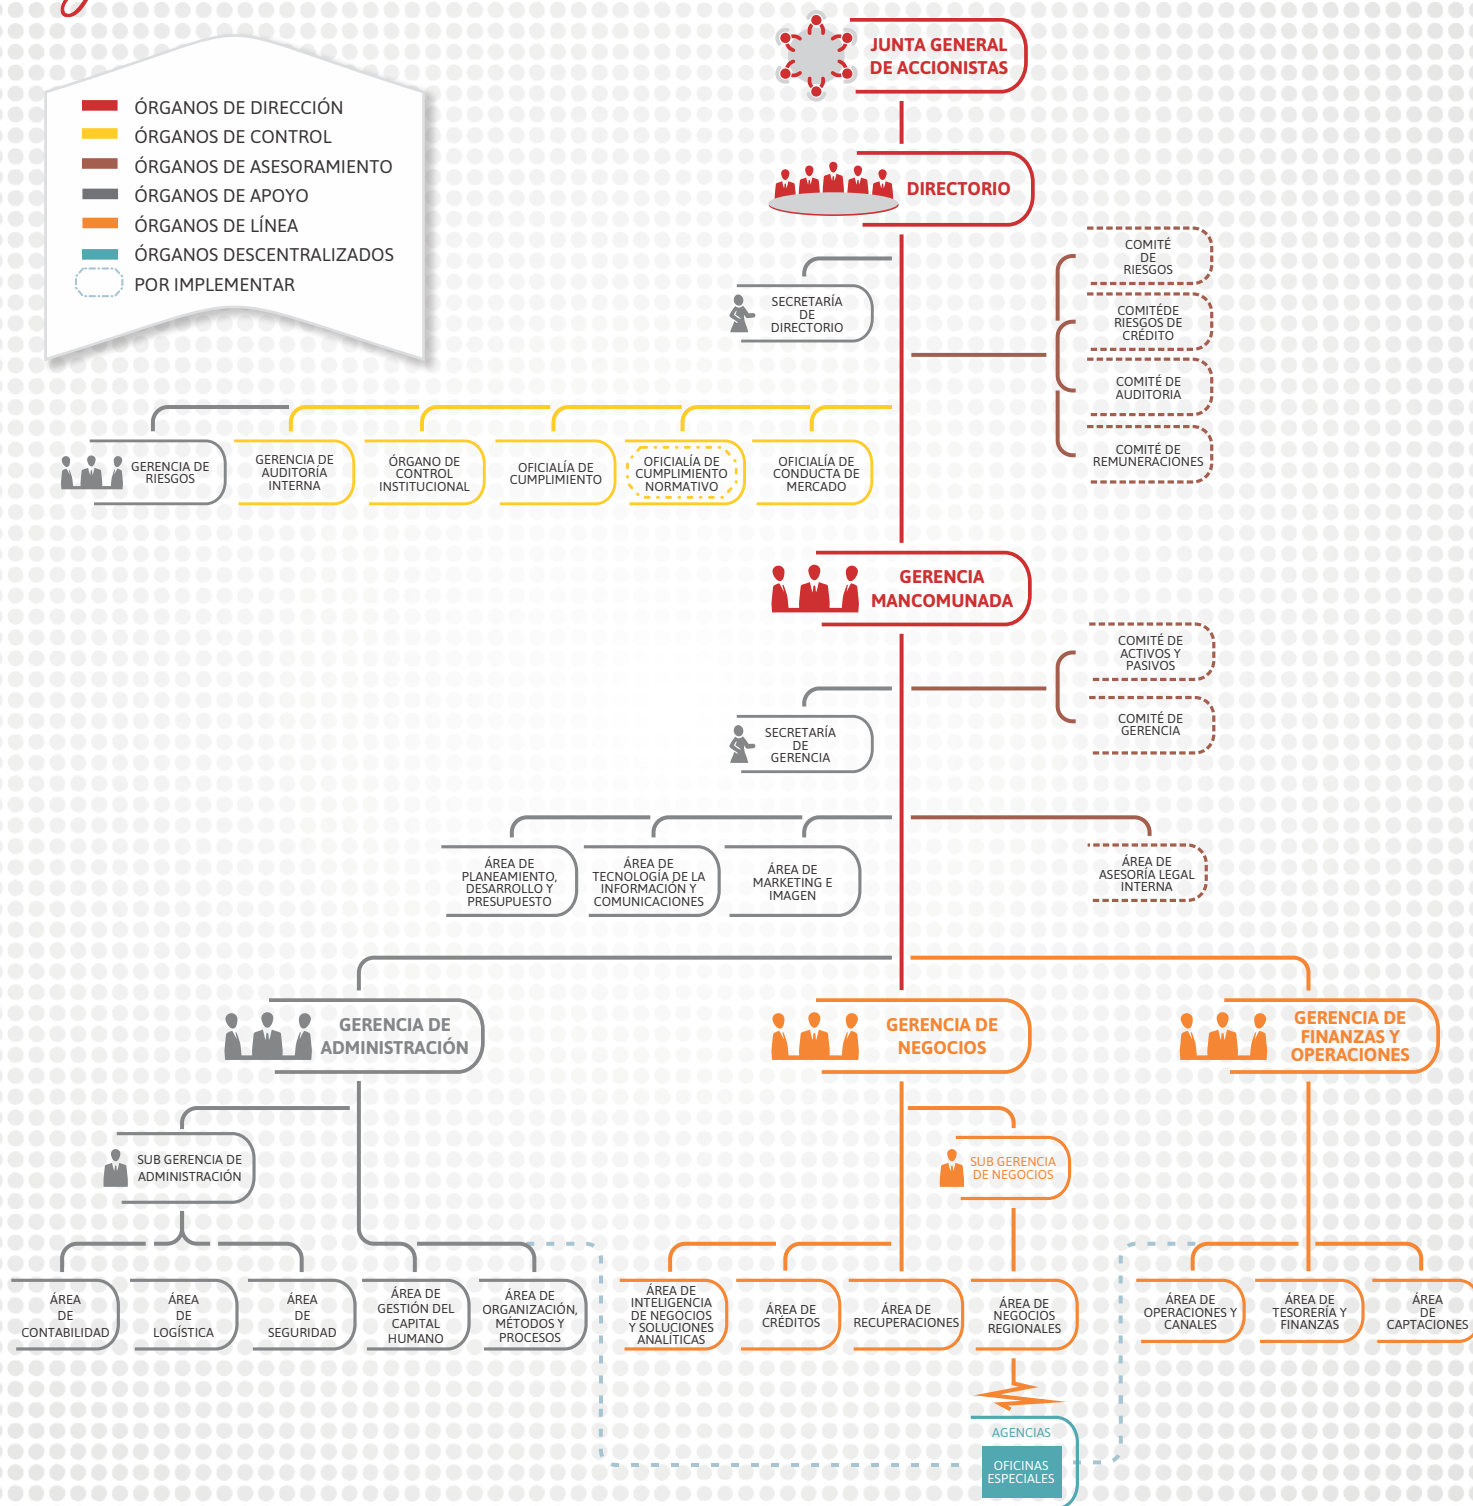 JUNTA GENERAL
DE ACCIONISTAS
ÓRGANOS DE DIRECCIÓN
ÓRGANOS DE CONTROL
ÓRGANOS DE ASESORAMIENTO
ÓRGANOS DE APOYO
ÓRGANOS DE LÍNEA
ÓRGANOS DESCENTRALIZADOS
POR IMPLEMENTAR
DIRECTORIO
SECRETARÍA
DE
DIRECTORIO
COMITÉ
DE
RIESGOS
COMITÉDE
RIESGOS DE
CRÉDITO
COMITÉ DE
AUDITORIA
COMITÉ DE
REMUNERACIONES
GERENCIA DE
RIESGOS
GERENCIA DE
AUDITORÍA
INTERNA
ÓRGANO DE
CONTROL
INSTITUCIONAL
OFICIALÍA DE
CUMPLIMIENTO
OFICIALÍA DE
CUMPLIMIENTO
NORMATIVO
OFICIALÍA DE
CONDUCTA DE
MERCADO
GERENCIA
MANCOMUNADA
COMITÉ DE
ACTIVOS Y
PASIVOS
COMITÉ DE
GERENCIA
SECRETARÍA
DE
GERENCIA
ÁREA DE
PLANEAMIENTO,
DESARROLLO Y
PRESUPUESTO
ÁREA DE
TECNOLOGÍA DE LA
INFORMACIÓN Y
COMUNICACIONES
ÁREA DE
MARKETING E
IMAGEN
ÁREA DE
ASESORÍA LEGAL
INTERNA
GERENCIA DE
ADMINISTRACIÓN
GERENCIA DE
NEGOCIOS
GERENCIA DE
FINANZAS Y
OPERACIONES
SUB GERENCIA DE
ADMINISTRACIÓN
SUB GERENCIA
DE NEGOCIOS
ÁREA
DE
CONTABILIDAD
ÁREA
DE
LOGÍSTICA
ÁREA
DE
SEGURIDAD
ÁREA DE
GESTIÓN DEL
CAPITAL
HUMANO
ÁREA DE
ORGANIZACIÓN,
MÉTODOS Y
PROCESOS
ÁREA DE
INTELIGENCIA
DE NEGOCIOS
Y SOLUCIONES
ANALÍTICAS
ÁREA DE
CRÉDITOS
ÁREA DE
RECUPERACIONES
ÁREA DE
NEGOCIOS
REGIONALES
ÁREA DE
OPERACIONES Y
CANALES
ÁREA DE
TESORERÍA Y
FINANZAS
ÁREA
DE
CAPTACIONES
AGENCIAS
OFICINAS
ESPECIALES